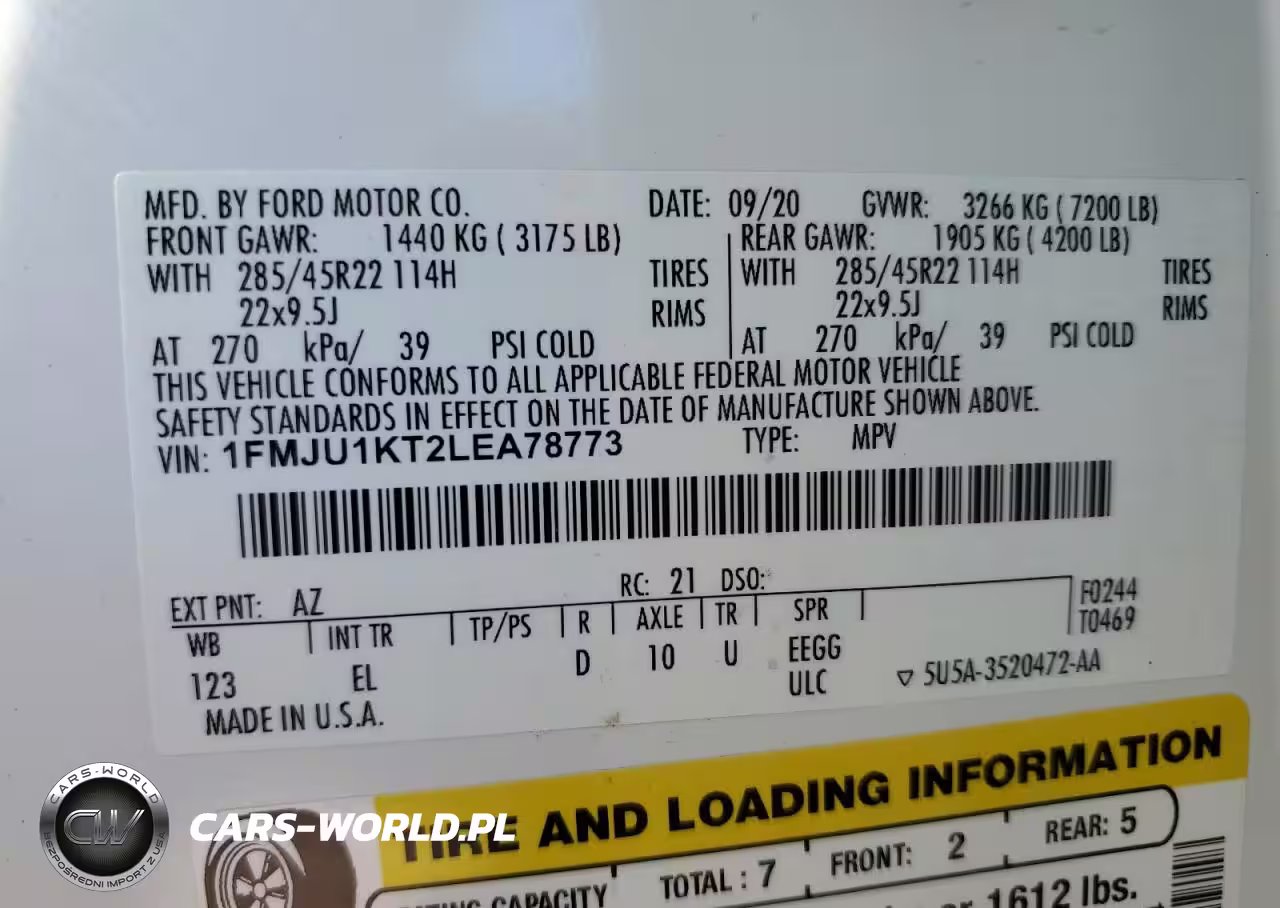 MFD. BY FORD MOTOR CO. DATE: 09/20 GVWR: 3266 KG ( 7200 LB)
FRONT GAWR: 1440 KG ( 3175 LB) REAR GAWR: 1905 KG ( 4200 LB)
WITH 285/45R22 114H TIRES WITH 285/45R22 114H TIRES
22x9.5J RIMS 22x9.5J RIMS
AT 270 kPa/ 39 PSI COLD AT 270 kPa/ 39 PSI COLD
THIS VEHICLE CONFORMS TO ALL APPLICABLE FEDERAL MOTOR VEHICLE
SAFETY STANDARDS IN EFFECT ON THE DATE OF MANUFACTURE SHOWN ABOVE.
VIN: 1FMJU1KT2LEA78773 TYPE: MPV
EXT PNT: AZ RC: 21 DSO:
WB INT TR TP/PS R AXLE TR SPR F0244
T0469
123 EL D 10 U EEGG
ULC ▽ 5U5A-3520472-AA
MADE IN U.S.A.
TIRE AND LOADING INFORMATION
CAPACITY TOTAL : 7 FRONT: 2 REAR: 5
or 1612 lbs.
CARS-WORLD
CW
BEZPOŚREDNI IMPORT Z USA
CARS-WORLD.PL